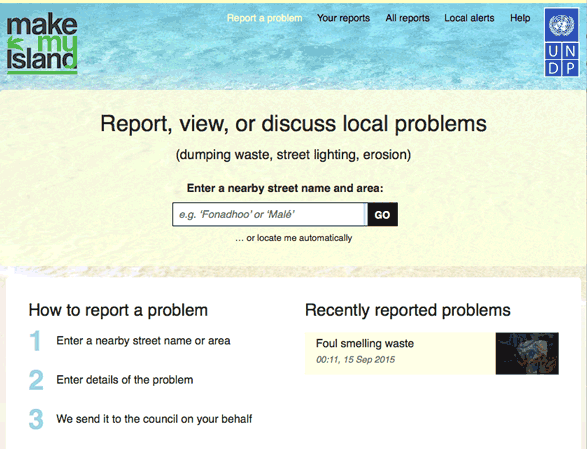 make
my
island
Report a problem Your reports All reports Local alerts Help
UN
DP
Report, view, or discuss local problems
(dumping waste, street lighting, erosion)
Enter a nearby street name and area:
e.g. ‘Fonadhoo’ or ‘Malé’ GO
... or locate me automatically
How to report a problem
1 Enter a nearby street name or area
2 Enter details of the problem
3 We send it to the council on your behalf
Recently reported problems
Foul smelling waste
00:11, 15 Sep 2015